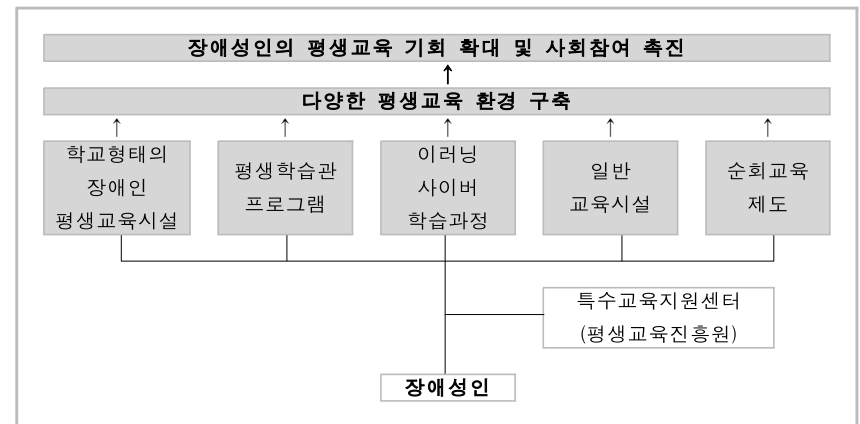 장애성인의 평생교육 기회 확대 및 사회참여 촉진
다양한 평생교육 환경 구축
학교형태의
장애인
평생교육시설
평생학습관
프로그램
이러닝
사이버
학습과정
일반
교육시설
순회교육
제도
특수교육지원센터
(평생교육진흥원)
장애성인